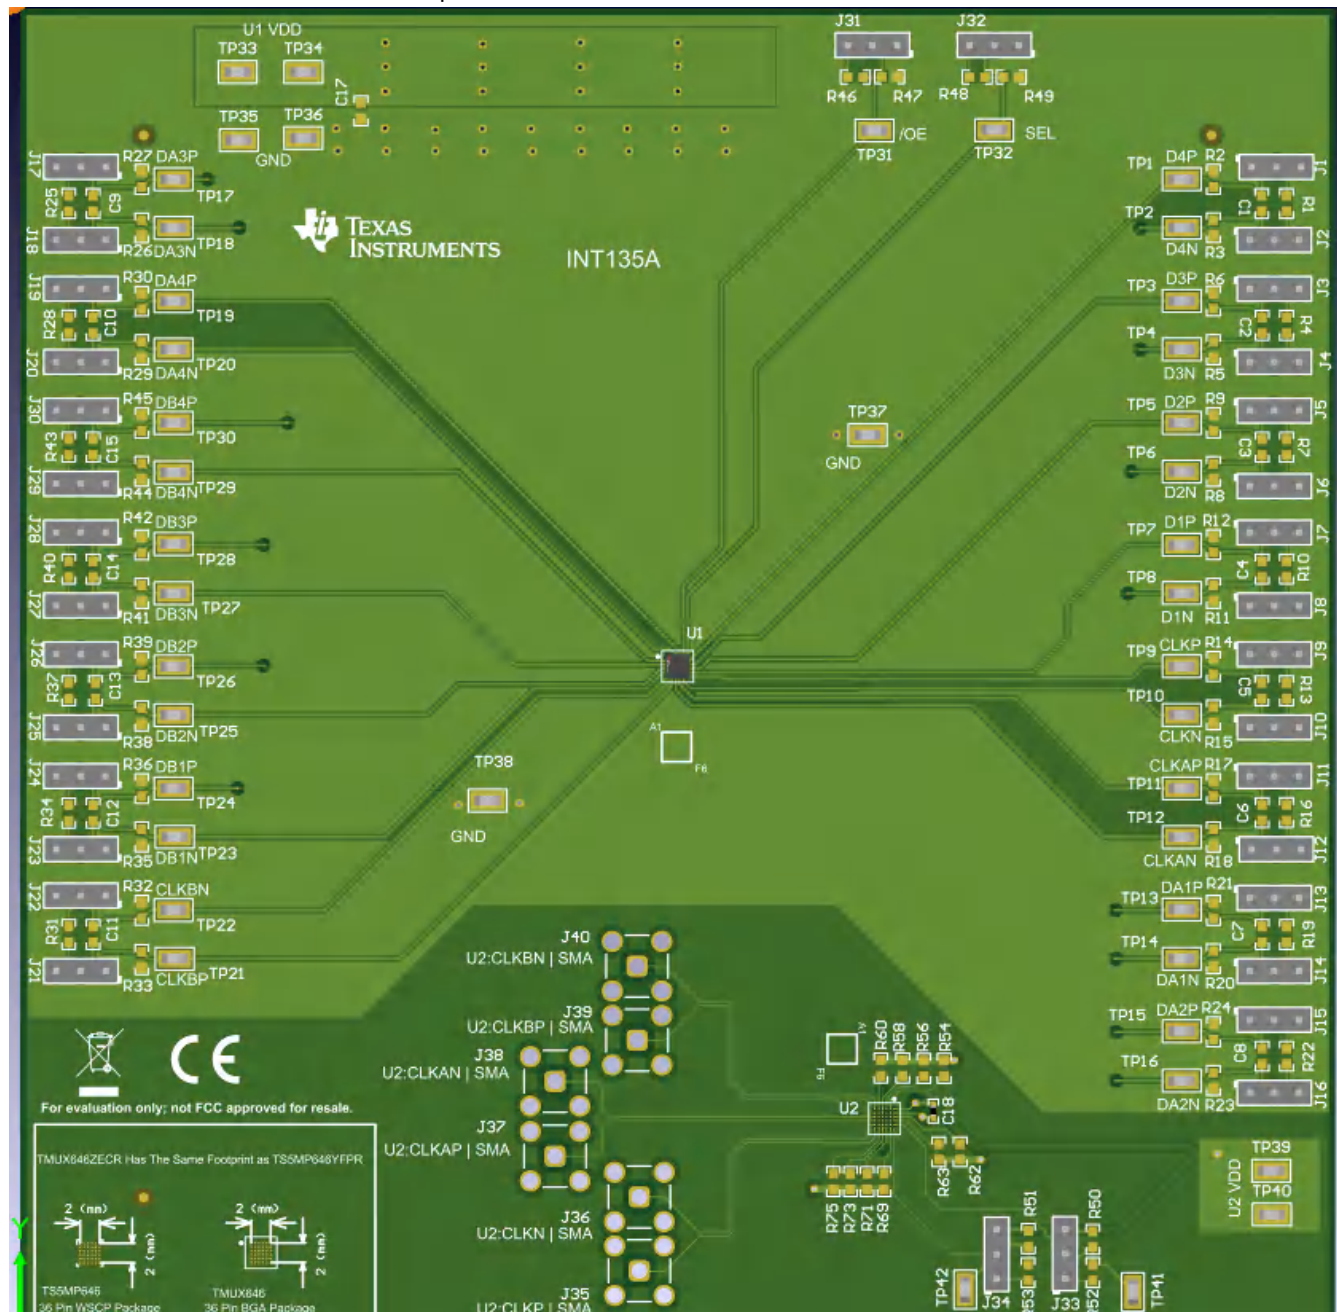 U1 VDD
TP33 TP34
C17
TP35 TP36
GND
J31 J32
R46 R47 R48 R49
/OE SEL
TP31 TP32
TEXAS
INSTRUMENTS
INT135A
J17 R27 DA3P
R25 C9 TP17
J18 R26 DA3N TP18
J19 R30 DA4P
R28 C10 TP19
J20 R29 DA4N TP20
J30 R45 DB4P
R43 C15 TP30
J29 R44 DB4N TP29
J28 R42 DB3P
R40 C14 TP28
J27 R41 DB3N TP27
J26 R39 DB2P
R37 C13 TP26
J25 R38 DB2N TP25
J24 R36 DB1P
R34 C12 TP24
J23 R35 DB1N TP23
J22 R32 CLKBN
R31 C11 TP22
J21 R33 CLKBP TP21
TP37
GND
U1
A1
F6
TP38
GND
TP1 D4P R2 J1
C1 R1
TP2 D4N R3 J2
TP3 D3P R6 J3
C2 R4
TP4 D3N R5 J4
TP5 D2P R9 J5
C3 R7
TP6 D2N R8 J6
TP7 D1P R12 J7
C4 R10
TP8 D1N R11 J8
TP9 CLKP R14 J9
C5 R13
TP10 CLKN R15 J10
CLKAP R17 J11
TP11 C6 R16
TP12 CLKAN R18 J12
TP13 DA1P R21 J13
C7 R19
TP14 DA1N R20 J14
TP15 DA2P R24 J15
C8 R22
TP16 DA2N R23 J16
J40
U2:CLKBN | SMA
J39
U2:CLKBP | SMA
J38
U2:CLKAN | SMA
J37
U2:CLKAP | SMA
J36
U2:CLKN | SMA
J35
U2:CLKP | SMA
A1
F6
R60 R58 R56 R54
U2 C18
R63 R62
R75 R73 R71 R69
R51 R50
TP42 J34 R53 J33 R52 TP41
TP39
U2 VDD
TP40
CE
For evaluation only; not FCC approved for resale.
TMUX646ZECR Has The Same Footprint as TS5MP646YFPR
2 (mm) 2 (mm)
2 (mm) 2 (mm)
TS5MP646 TMUX646
36 Pin WSCP Package 36 Pin BGA Package
Y